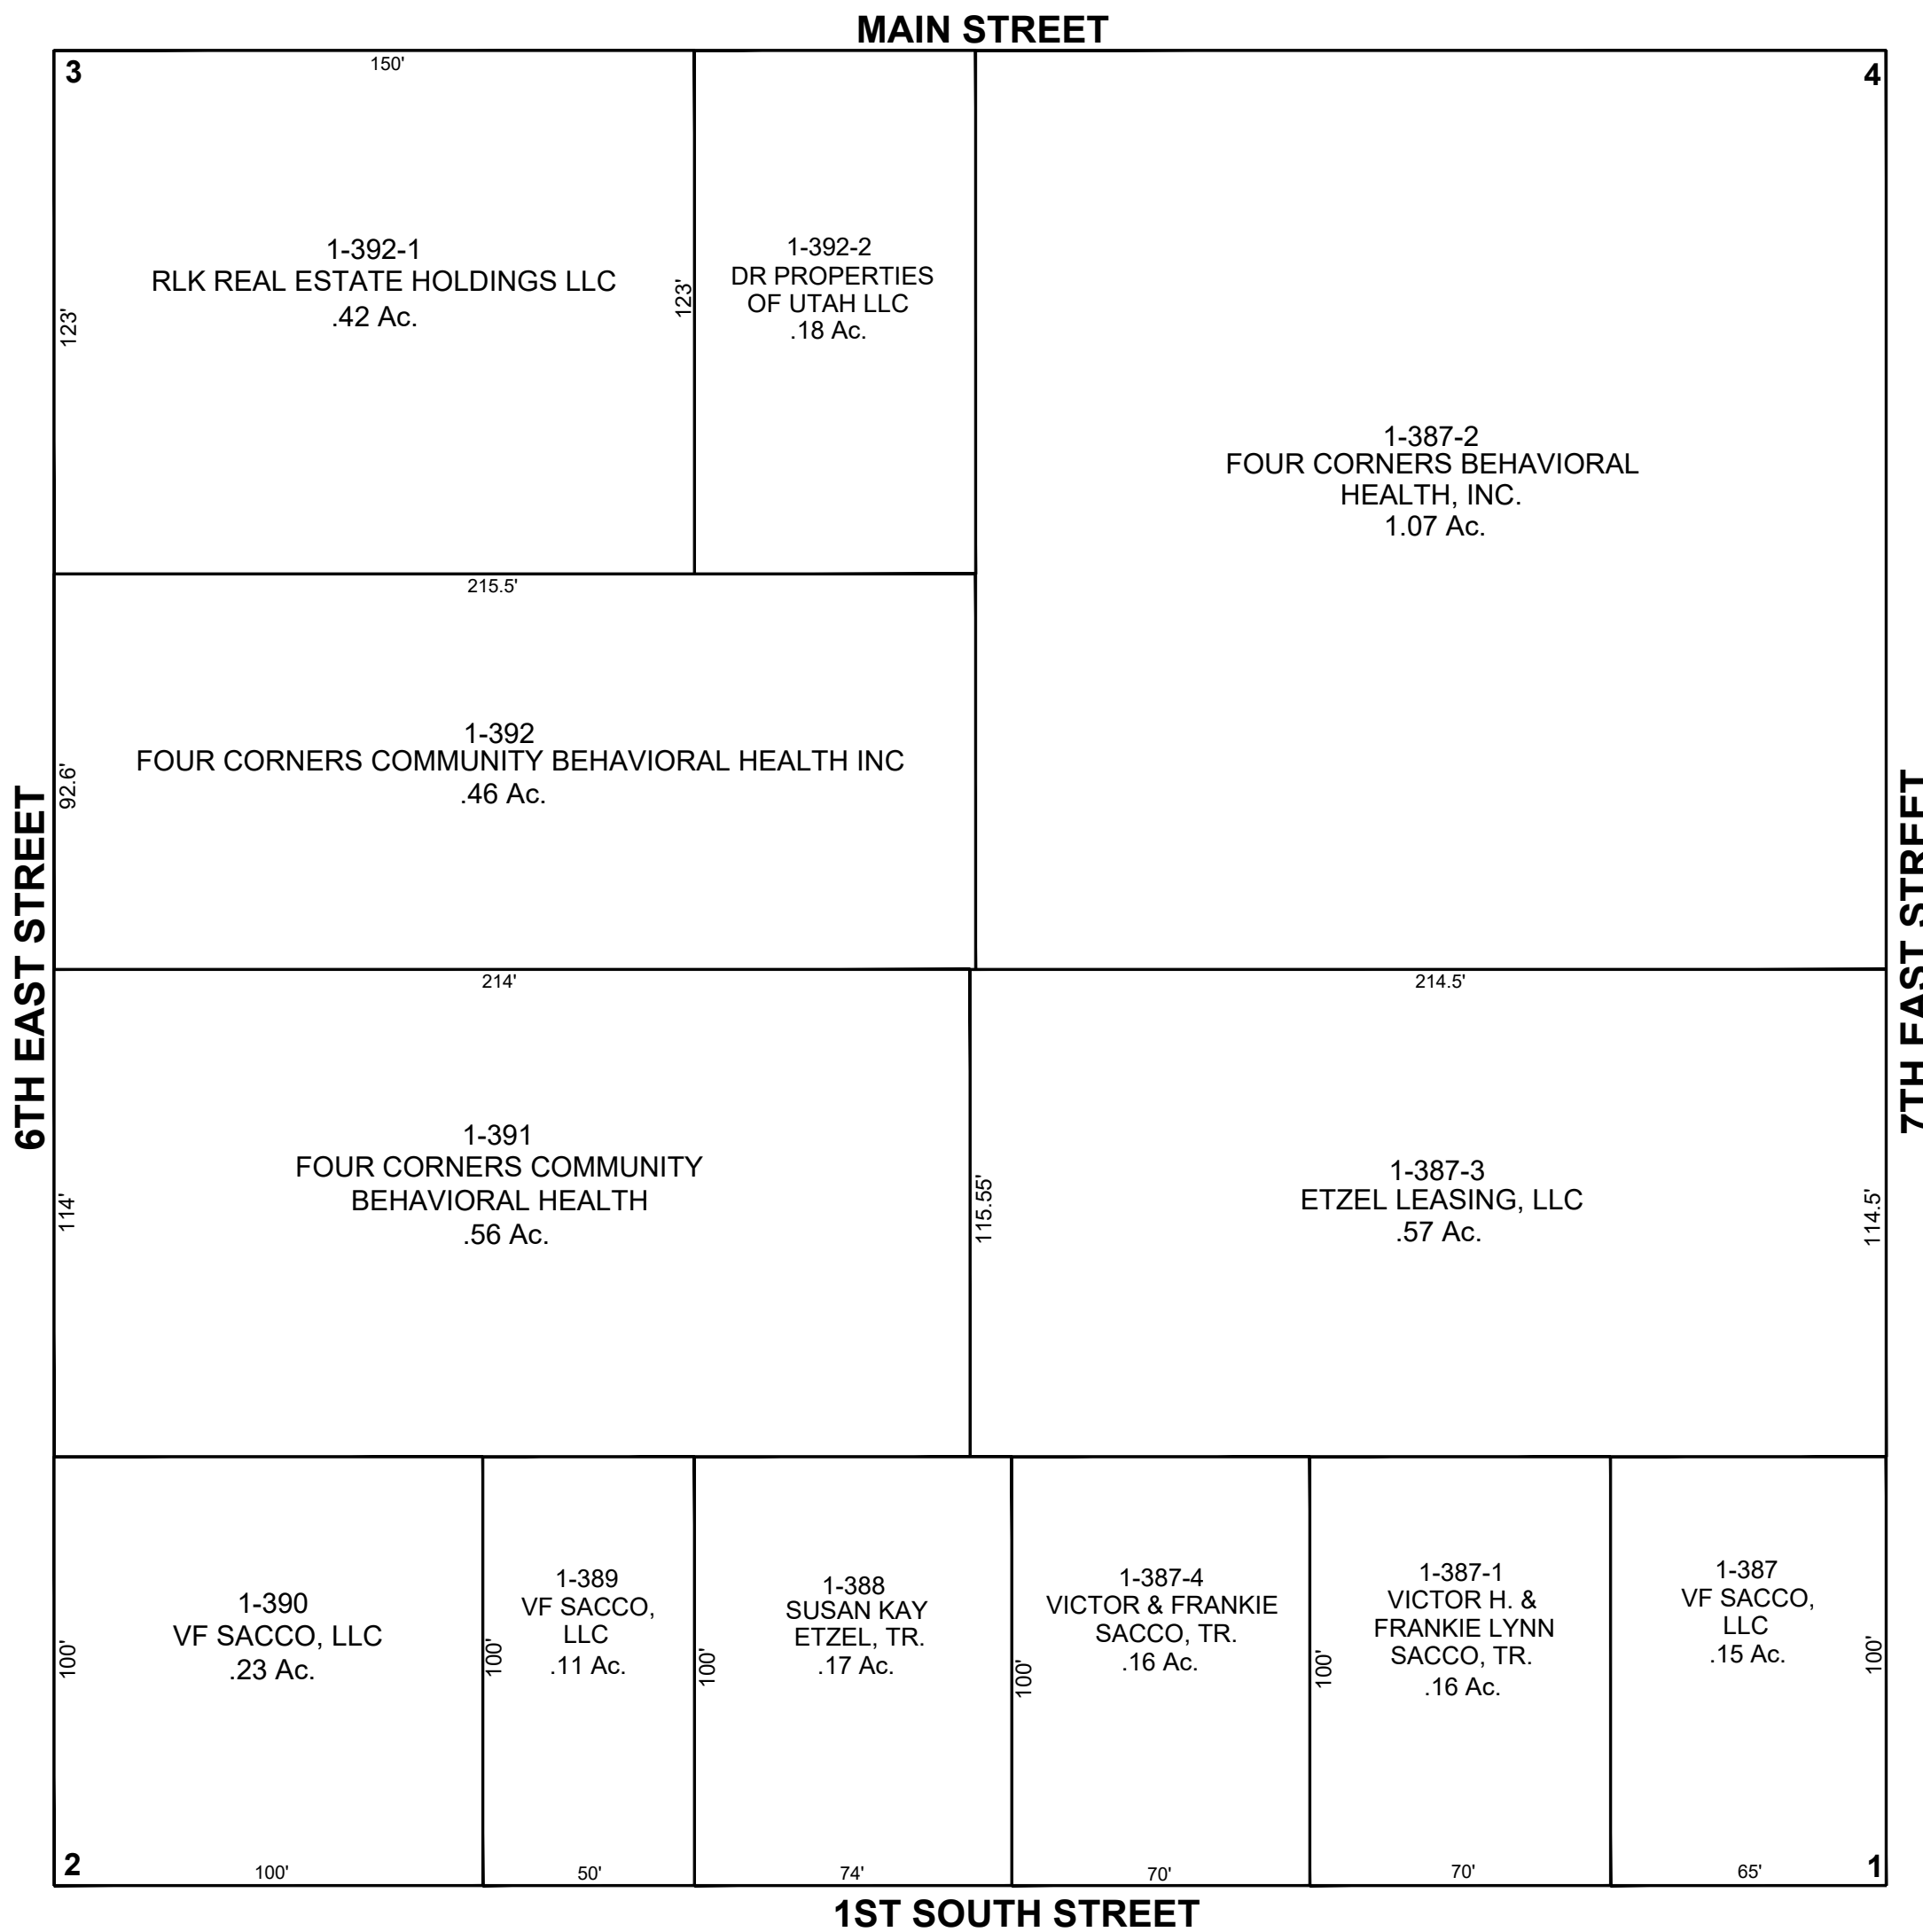 MAIN STREET
3
150'
4
1-392-1
RLK REAL ESTATE HOLDINGS LLC
.42 Ac.
123'
123'
1-392-2
DR PROPERTIES
OF UTAH LLC
.18 Ac.
1-387-2
FOUR CORNERS BEHAVIORAL
HEALTH, INC.
1.07 Ac.
215.5'
1-392
FOUR CORNERS COMMUNITY BEHAVIORAL HEALTH INC
.46 Ac.
92.6'
6TH EAST STREET
7TH EAST STREET
214'
214.5'
1-391
FOUR CORNERS COMMUNITY
BEHAVIORAL HEALTH
.56 Ac.
114'
115.55'
1-387-3
ETZEL LEASING, LLC
.57 Ac.
114.5'
1-390
VF SACCO, LLC
.23 Ac.
100'
100'
1-389
VF SACCO,
LLC
.11 Ac.
100'
1-388
SUSAN KAY
ETZEL, TR.
.17 Ac.
100'
1-387-4
VICTOR & FRANKIE
SACCO, TR.
.16 Ac.
100'
1-387-1
VICTOR H. &
FRANKIE LYNN
SACCO, TR.
.16 Ac.
1-387
VF SACCO,
LLC
.15 Ac.
100'
2
100'
50'
74'
70'
70'
65'
1
1ST SOUTH STREET